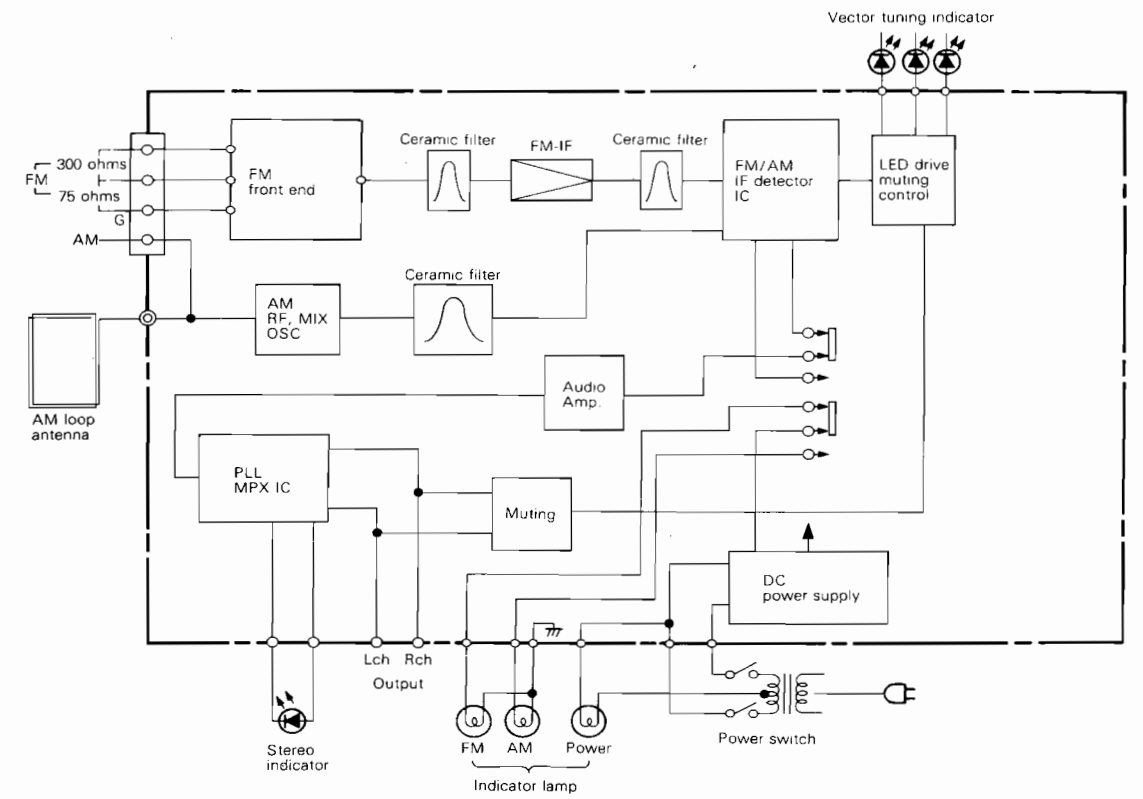 Vector tuning indicator
Ceramic filter
FM-IF
Ceramic filter
300 ohms
FM
75 ohms
G
AM
FM
front end
FM/AM
IF detector
IC
LED drive
muting
control
Ceramic filter
AM
RF, MIX
OSC
AM loop
antenna
Audio
Amp.
PLL
MPX IC
Muting
DC
power supply
Lch Rch
Output
Stereo
indicator
FM AM Power
Indicator lamp
Power switch